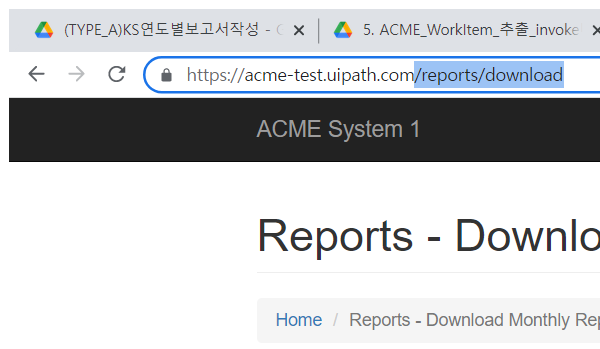 (TYPE_A)KS연도별보고서작성 - 5. ACME_WorkItem_추출_invoke
https://acme-test.uipath.com/reports/download
ACME System 1
Reports - Downlo
Home / Reports - Download Monthly Rep